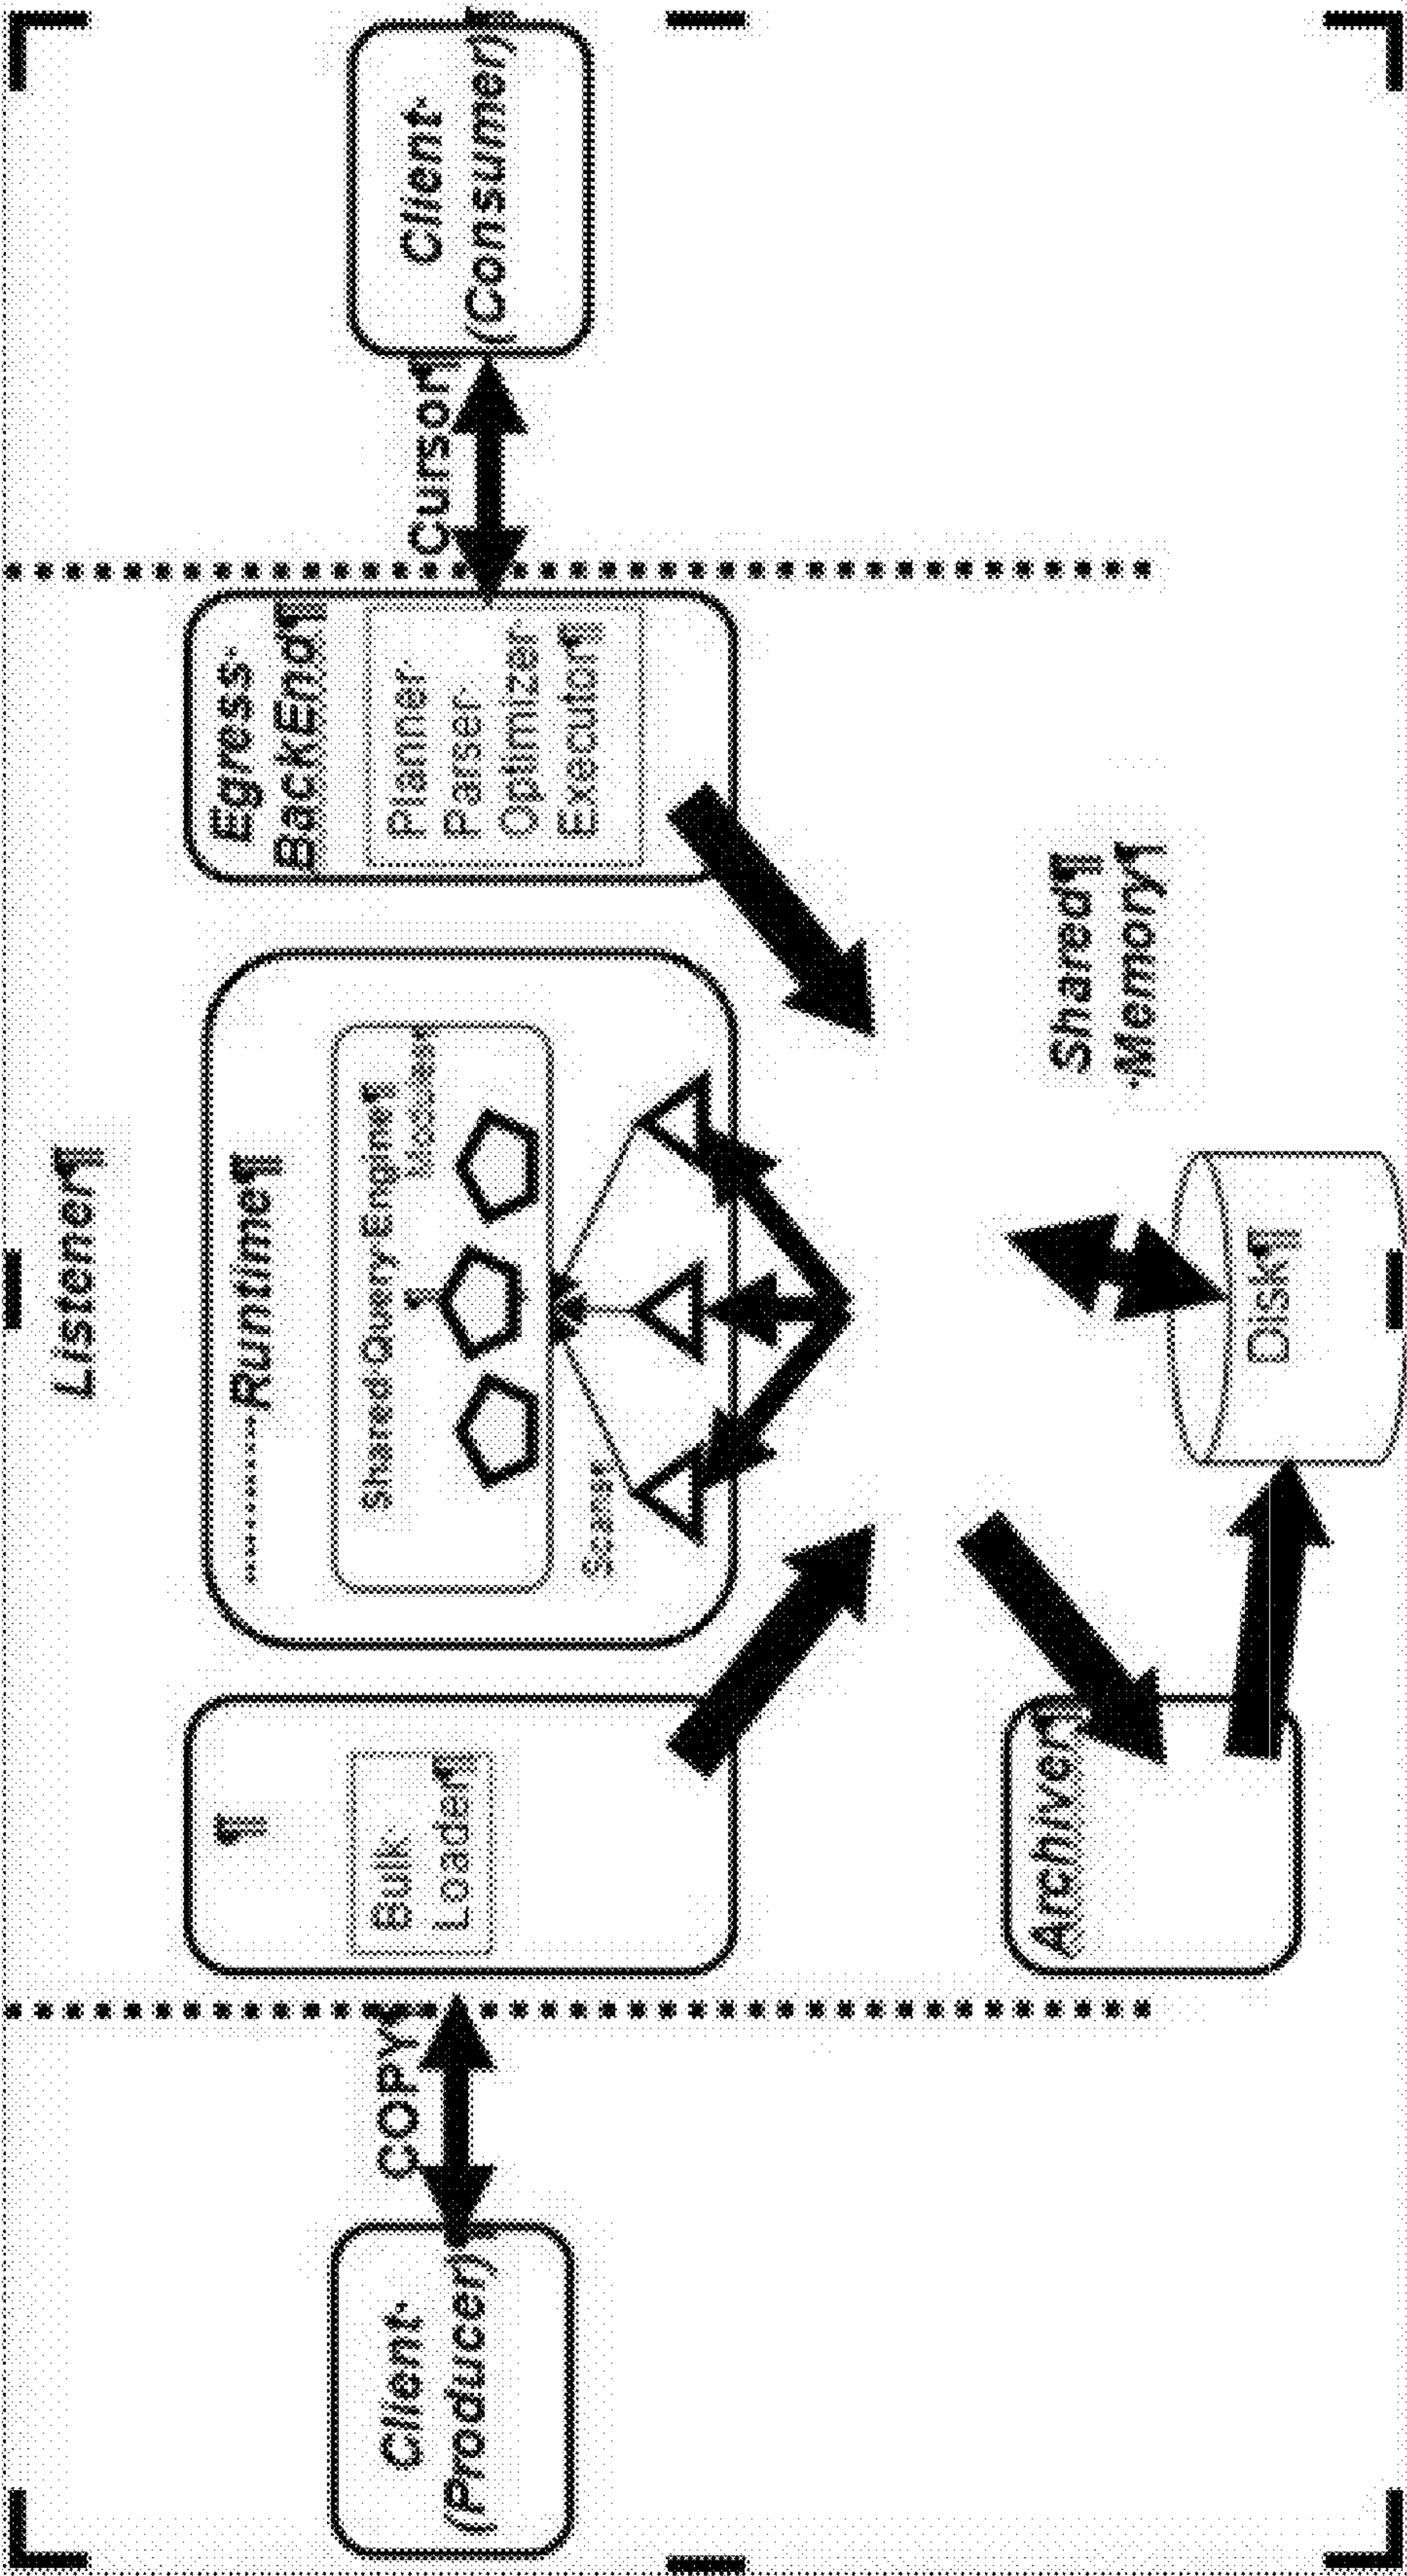 Listener¶
Client·
(Producer)¶
COPY¶
¶
Bulk·
Loader¶
Runtime¶
Shared·Query·Engine¶
¶
Scans¶
Egress·
BackEnd¶
Planner·
Parser·
Optimizer·
Executor¶
Cursor¶
Client·
(Consumer)¶
Archiver¶
Disk¶
Shared¶
·Memory¶